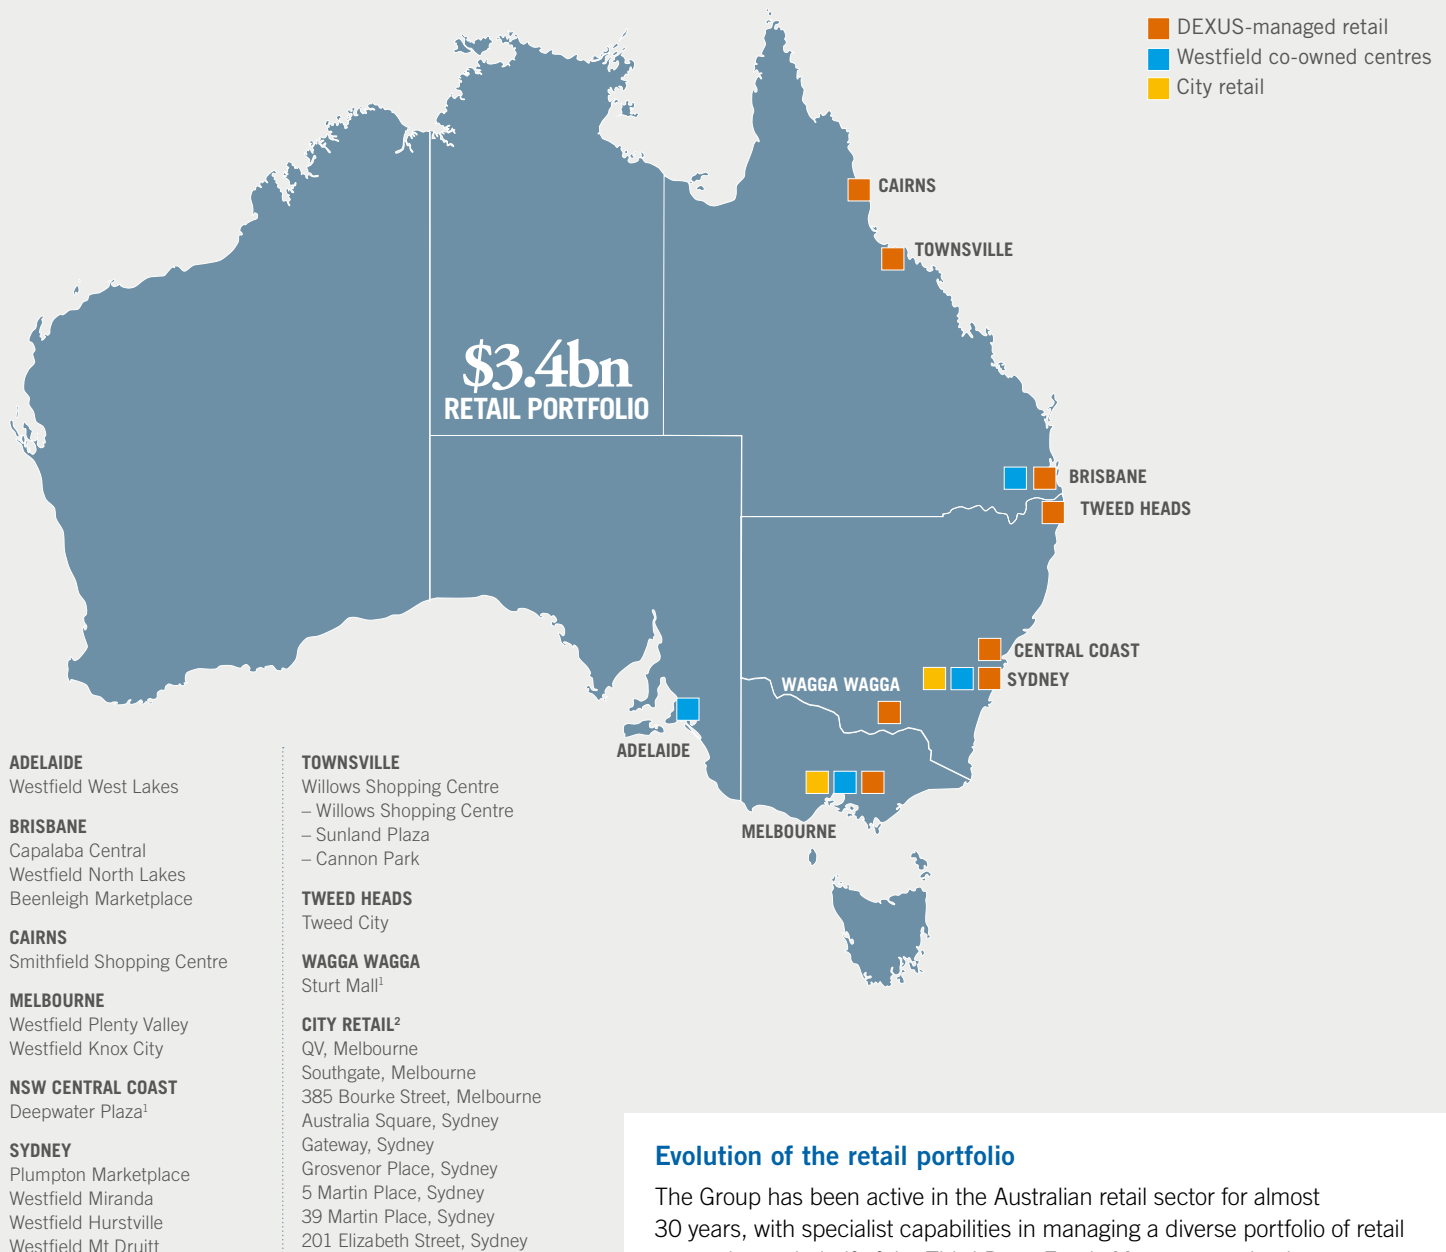 DEXUS-managed retail
Westfield co-owned centres
City retail
CAIRNS
TOWNSVILLE
$3.4bn
RETAIL PORTFOLIO
BRISBANE
TWEED HEADS
CENTRAL COAST
SYDNEY
WAGGA WAGGA
ADELAIDE
MELBOURNE
ADELAIDE
Westfield West Lakes
BRISBANE
Capalaba Central
Westfield North Lakes
Beenleigh Marketplace
CAIRNS
Smithfield Shopping Centre
MELBOURNE
Westfield Plenty Valley
Westfield Knox City
NSW CENTRAL COAST
Deepwater Plaza¹
SYDNEY
Plumpton Marketplace
Westfield Miranda
Westfield Hurstville
Westfield Mt Druitt
TOWNSVILLE
Willows Shopping Centre
– Willows Shopping Centre
– Sunland Plaza
– Cannon Park
TWEED HEADS
Tweed City
WAGGA WAGGA
Sturt Mall¹
CITY RETAIL²
QV, Melbourne
Southgate, Melbourne
385 Bourke Street, Melbourne
Australia Square, Sydney
Gateway, Sydney
Grosvenor Place, Sydney
5 Martin Place, Sydney
39 Martin Place, Sydney
201 Elizabeth Street, Sydney
Evolution of the retail portfolio
The Group has been active in the Australian retail sector for almost
30 years, with specialist capabilities in managing a diverse portfolio of retail